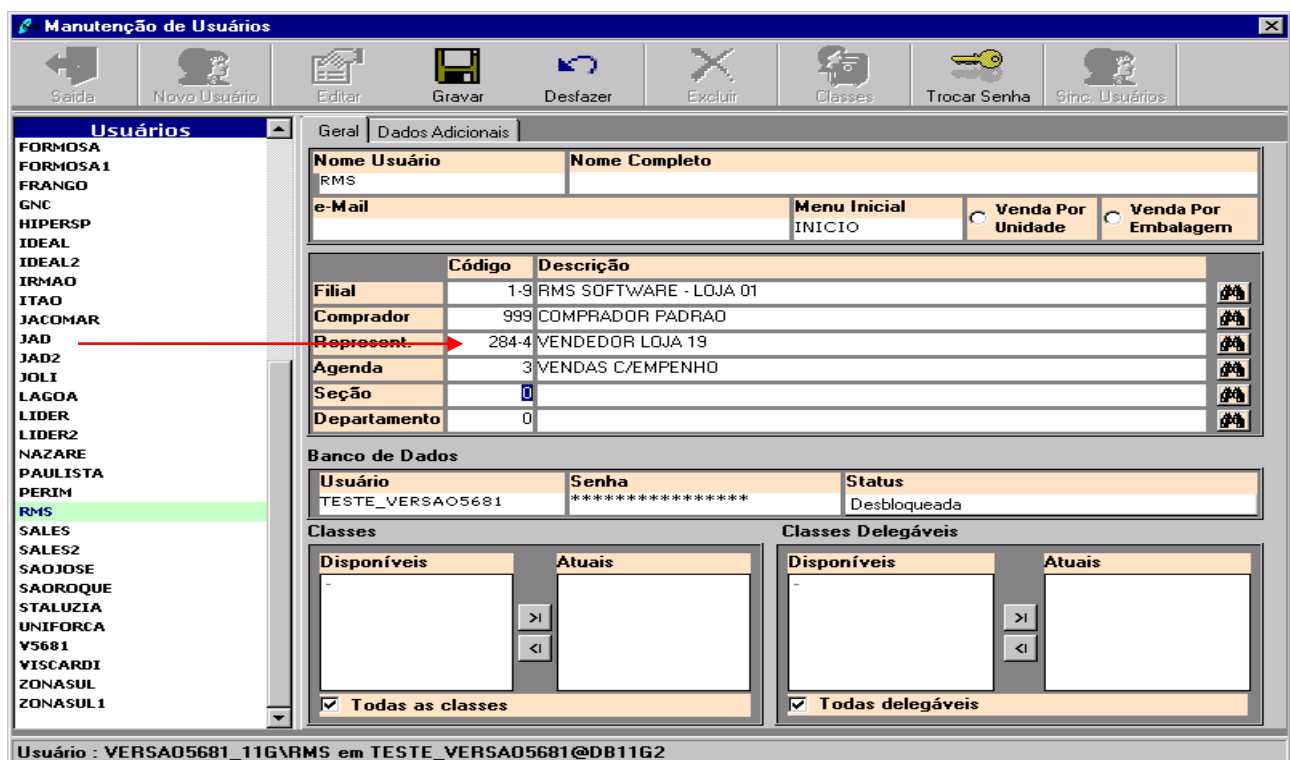 Manutenção de Usuários
Saida Novo Usuário Editar Gravar Desfazer Excluir Classes Trocar Senha Sinc. Usuários
Usuários
FORMOSA
FORMOSA1
FRANGO
GNC
HIPERSP
IDEAL
IDEAL2
IRMAO
ITAO
JACOMAR
JAD
JAD2
JOLI
LAGOA
LIDER
LIDER2
NAZARE
PAULISTA
PERIM
RMS
SALES
SALES2
SAOJOSE
SAOROQUE
STALUZIA
UNIFORCA
V5681
VISCARDI
ZONASUL
ZONASUL1
Geral Dados Adicionais
Nome Usuário Nome Completo
RMS
e-Mail Menu Inicial Venda Por Unidade Venda Por Embalagem
INICIO
Código Descrição
Filial 1-9 RMS SOFTWARE - LOJA 01
Comprador 999 COMPRADOR PADRAO
Represent. 284-4 VENDEDOR LOJA 19
Agenda 3 VENDAS C/EMPENHO
Seção 0
Departamento 0
Banco de Dados
Usuário Senha Status
TESTE_VERSAO5681 **************** Desbloqueada
Classes Classes Delegáveis
Disponíveis Atuais Disponíveis Atuais
- -
>| >|
<| <|
Todas as classes Todas delegáveis
Usuário : VERSAO5681_11G\RMS em TESTE_VERSAO5681@DB11G2